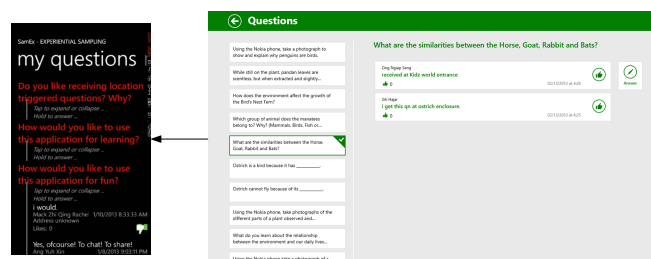 SamEx - EXPERIENTIAL SAMPLING
my questions
Do you like receiving location
triggered questions? Why?
Tap to expand or collapse ...
Hold to answer ...
How would you like to use
this application for learning?
Tap to expand or collapse ...
Hold to answer ...
How would you like to use
this application for fun?
Tap to expand or collapse ...
Hold to answer ...
i would.
Mack Zhi Qing Rachel 1/10/2013 8:33:33 AM
Address unknown
Likes: 0
Yes, ofcourse! To chat! To share!
Ang Yuh Xin 1/8/2013 9:03:11 PM
Questions
Using the Nokia phone, take a photograph to
show and explain why penguins are birds.
While still on the plant, pandan leaves are
scentless, but when extracted and slightly...
How does the environment affect the growth of
the Bird's Nest Fern?
Which group of animal does the manatees
belong to? Why? (Mammals, Birds, Fish or...
What are the similarities between the Horse,
Goat, Rabbit and Bats?
Ostrich is a kind because it has ________.
Ostrich cannot fly because of its ________.
Using the Nokia phone, take photographs of the
different parts of a plant observed and...
What do you learn about the relationship
between the environment and our daily lives...
Using the Nokia phone take a photograph of a
What are the similarities between the Horse, Goat, Rabbit and Bats?
Ong Ngiap Seng
received at Kidz world entrance
0
02/13/2013 at 4:26
Siti Hajar
i get this qn at ostrich enclosure.
0
02/13/2013 at 4:25
Answer